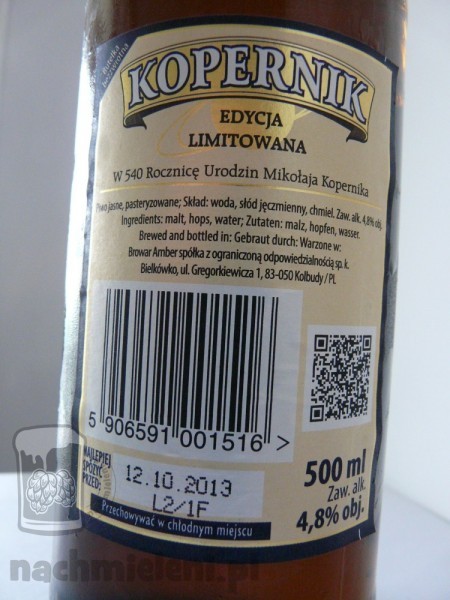 Butelka
bezzwrotna
KOPERNIK
EDYCJA
LIMITOWANA
W 540 Rocznicę Urodzin Mikołaja Kopernika
Piwo jasne, pasteryzowane; Skład: woda, słód jęczmienny, chmiel. Zaw. alk. 4,8% obj.
Ingredients: malt, hops, water; Zutaten: malz, hopfen, wasser.
Brewed and bottled in: Gebraut durch: Warzone w:
Browar Amber spółka z ograniczoną odpowiedzialnością sp. k.
Bielkówko, ul. Gregorkiewicza 1, 83-050 Kolbudy / PL
5 906591 001516 >
NAJLEPIEJ
SPOŻYĆ
PRZED:
12.10.2013
L2/1F
Przechowywać w chłodnym miejscu
500 ml
Zaw. alk.
4,8% obj.
nachmieleni.pl